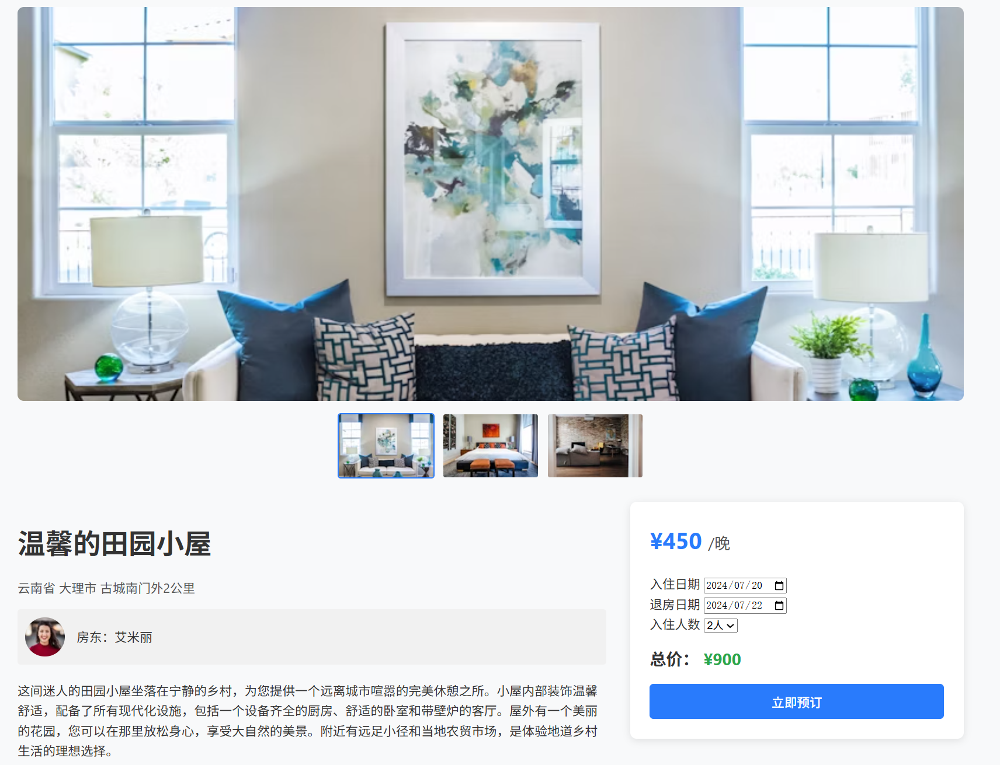 温馨的田园小屋
云南省 大理市 古城南门外2公里
房东：艾米丽
这间迷人的田园小屋坐落在宁静的乡村，为您提供一个远离城市喧嚣的完美休憩之所。小屋内部装饰温馨
舒适，配备了所有现代化设施，包括一个设备齐全的厨房、舒适的卧室和带壁炉的客厅。屋外有一个美丽
的花园，您可以在那里放松身心，享受大自然的美景。附近有远足小径和当地农贸市场，是体验地道乡村
生活的理想选择。
¥450 /晚
入住日期 2024/07/20
退房日期 2024/07/22
入住人数 2人
总价： ¥900
立即预订